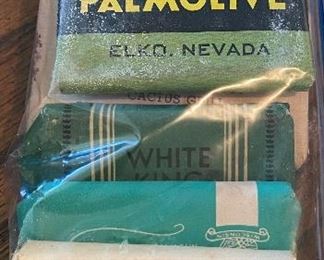 PALMOLIVE
ELKO, NEVADA
CACTUS
WHITE
KING